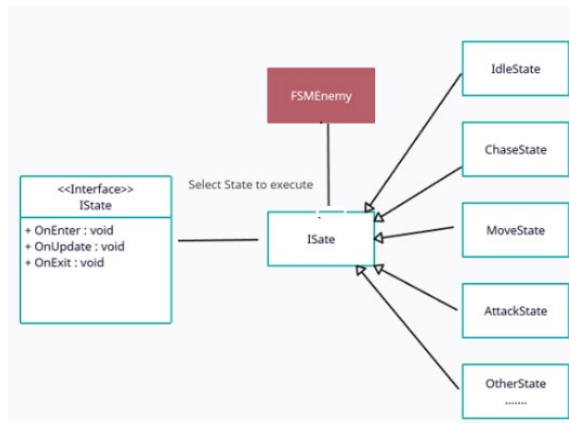 IdleState
FSMEnemy
ChaseState
<<Interface>>
IState
Select State to execute
+ OnEnter : void
+ OnUpdate : void
+ OnExit : void
ISate
MoveState
AttackState
OtherState
.......